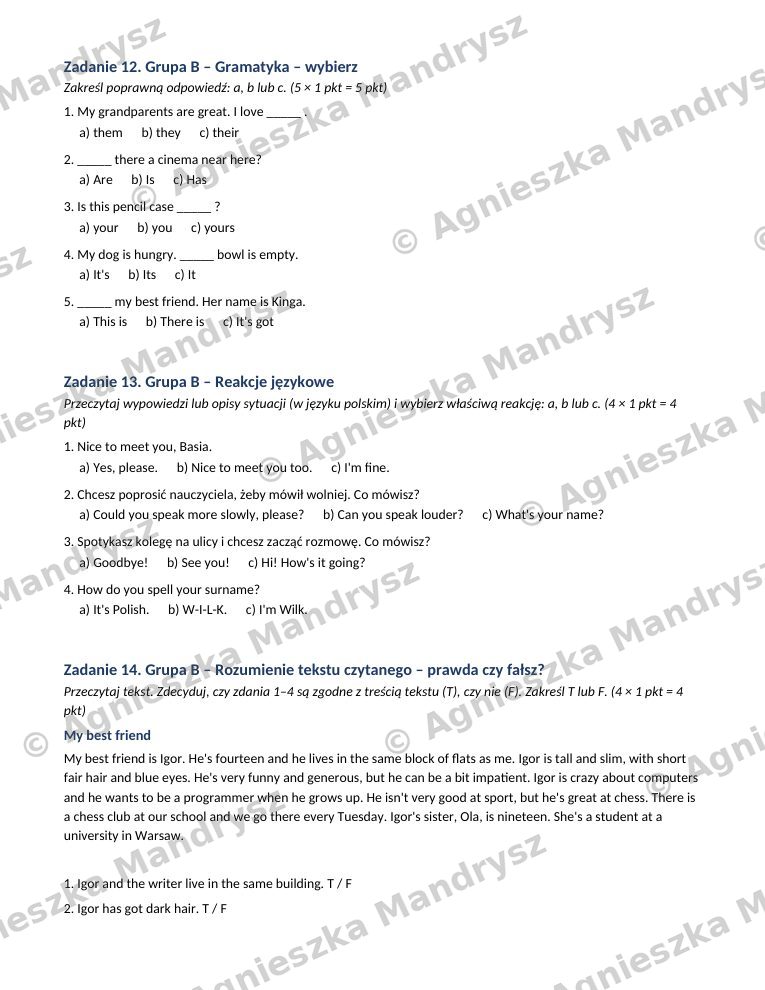 Zadanie 12. Grupa B – Gramatyka – wybierz
Zakreśl poprawną odpowiedź: a, b lub c. (5 × 1 pkt = 5 pkt)
1. My grandparents are great. I love _____ .
a) them b) they c) their
2. _____ there a cinema near here?
a) Are b) Is c) Has
3. Is this pencil case _____ ?
a) your b) you c) yours
4. My dog is hungry. _____ bowl is empty.
a) It's b) Its c) It
5. _____ my best friend. Her name is Kinga.
a) This is b) There is c) It's got
Zadanie 13. Grupa B – Reakcje językowe
Przeczytaj wypowiedzi lub opisy sytuacji (w języku polskim) i wybierz właściwą reakcję: a, b lub c. (4 × 1 pkt = 4
pkt)
1. Nice to meet you, Basia.
a) Yes, please. b) Nice to meet you too. c) I'm fine.
2. Chcesz poprosić nauczyciela, żeby mówił wolniej. Co mówisz?
a) Could you speak more slowly, please? b) Can you speak louder? c) What's your name?
3. Spotykasz kolegę na ulicy i chcesz zacząć rozmowę. Co mówisz?
a) Goodbye! b) See you! c) Hi! How's it going?
4. How do you spell your surname?
a) It's Polish. b) W-I-L-K. c) I'm Wilk.
Zadanie 14. Grupa B – Rozumienie tekstu czytanego – prawda czy fałsz?
Przeczytaj tekst. Zdecyduj, czy zdania 1–4 są zgodne z treścią tekstu (T), czy nie (F). Zakreśl T lub F. (4 × 1 pkt = 4
pkt)
My best friend
My best friend is Igor. He's fourteen and he lives in the same block of flats as me. Igor is tall and slim, with short
fair hair and blue eyes. He's very funny and generous, but he can be a bit impatient. Igor is crazy about computers
and he wants to be a programmer when he grows up. He isn't very good at sport, but he's great at chess. There is
a chess club at our school and we go there every Tuesday. Igor's sister, Ola, is nineteen. She's a student at a
university in Warsaw.
1. Igor and the writer live in the same building. T / F
2. Igor has got dark hair. T / F
© Agnieszka Mandrysz